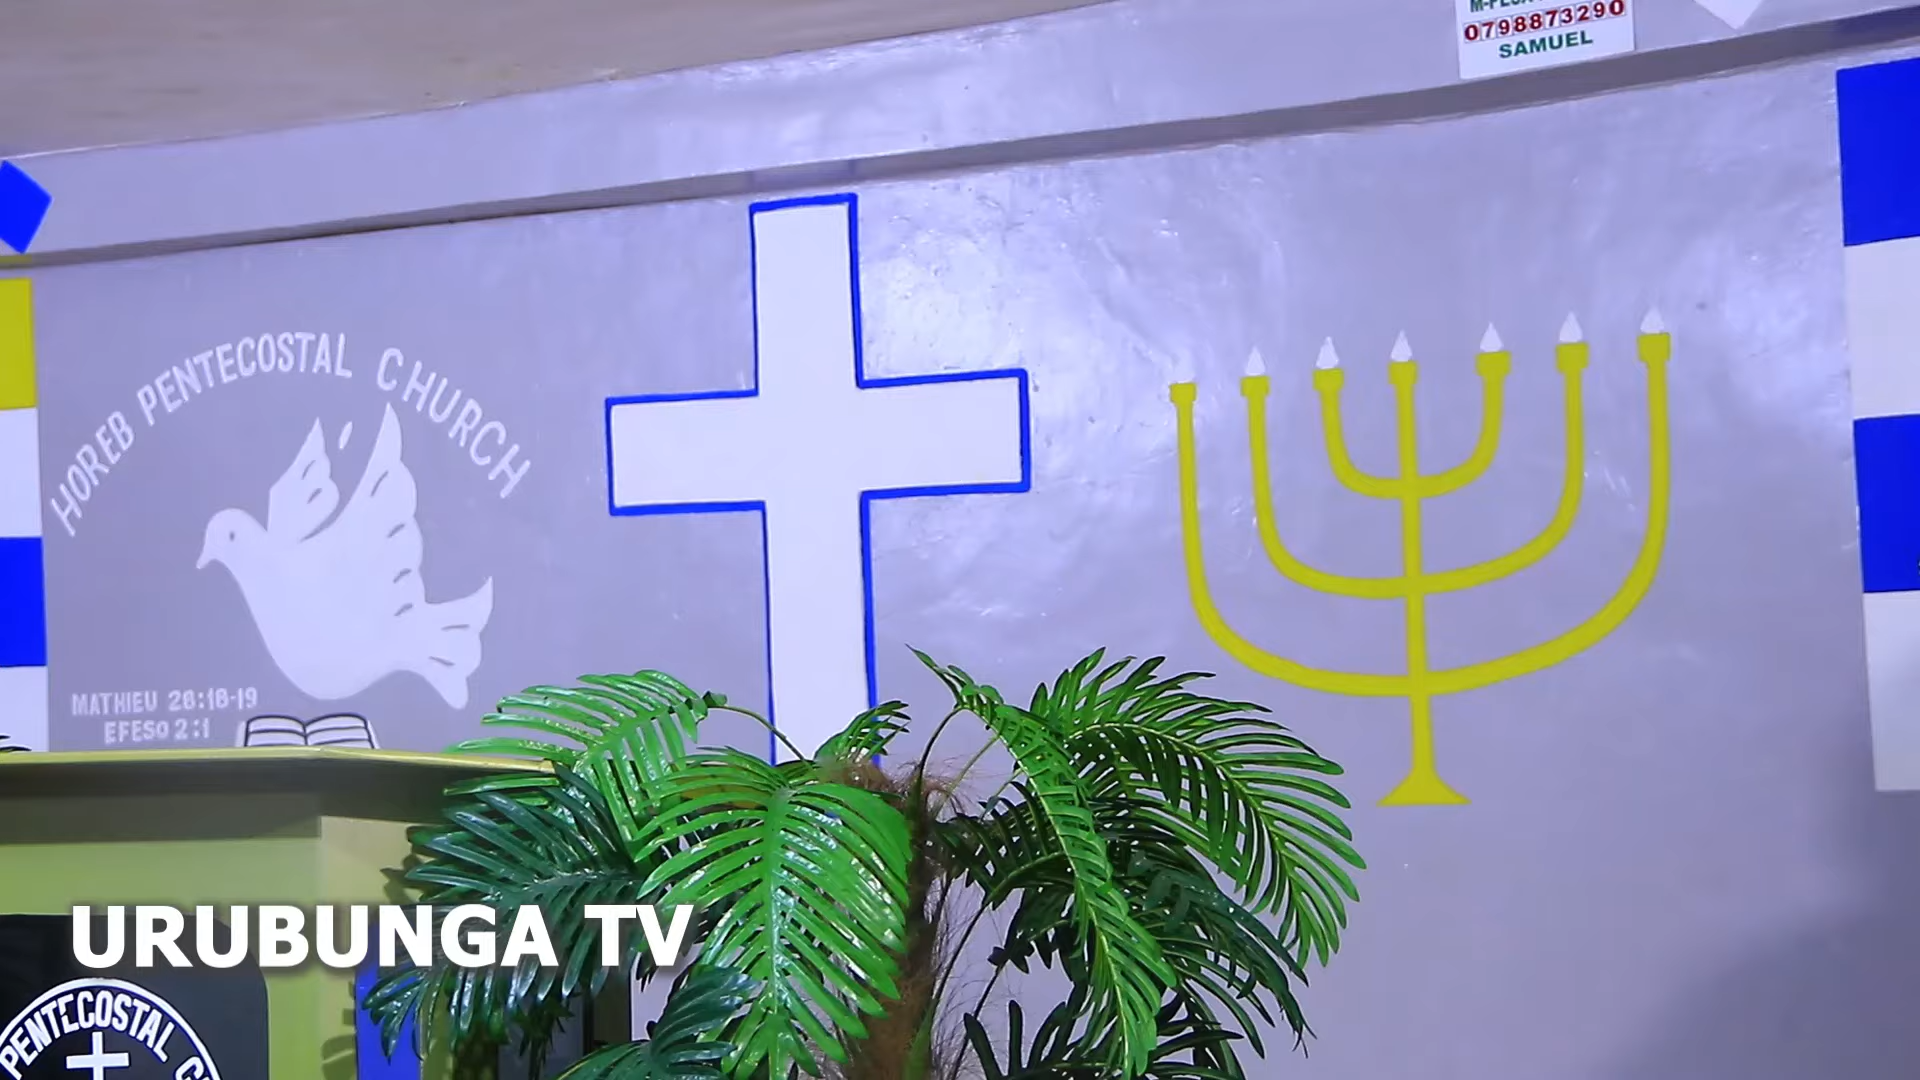 0798873290
SAMUEL
HOREB PENTECOSTAL CHURCH
MATHIEU 28:18-19
EFESO 2:1
URUBUNGA TV
PENTECOSTAL